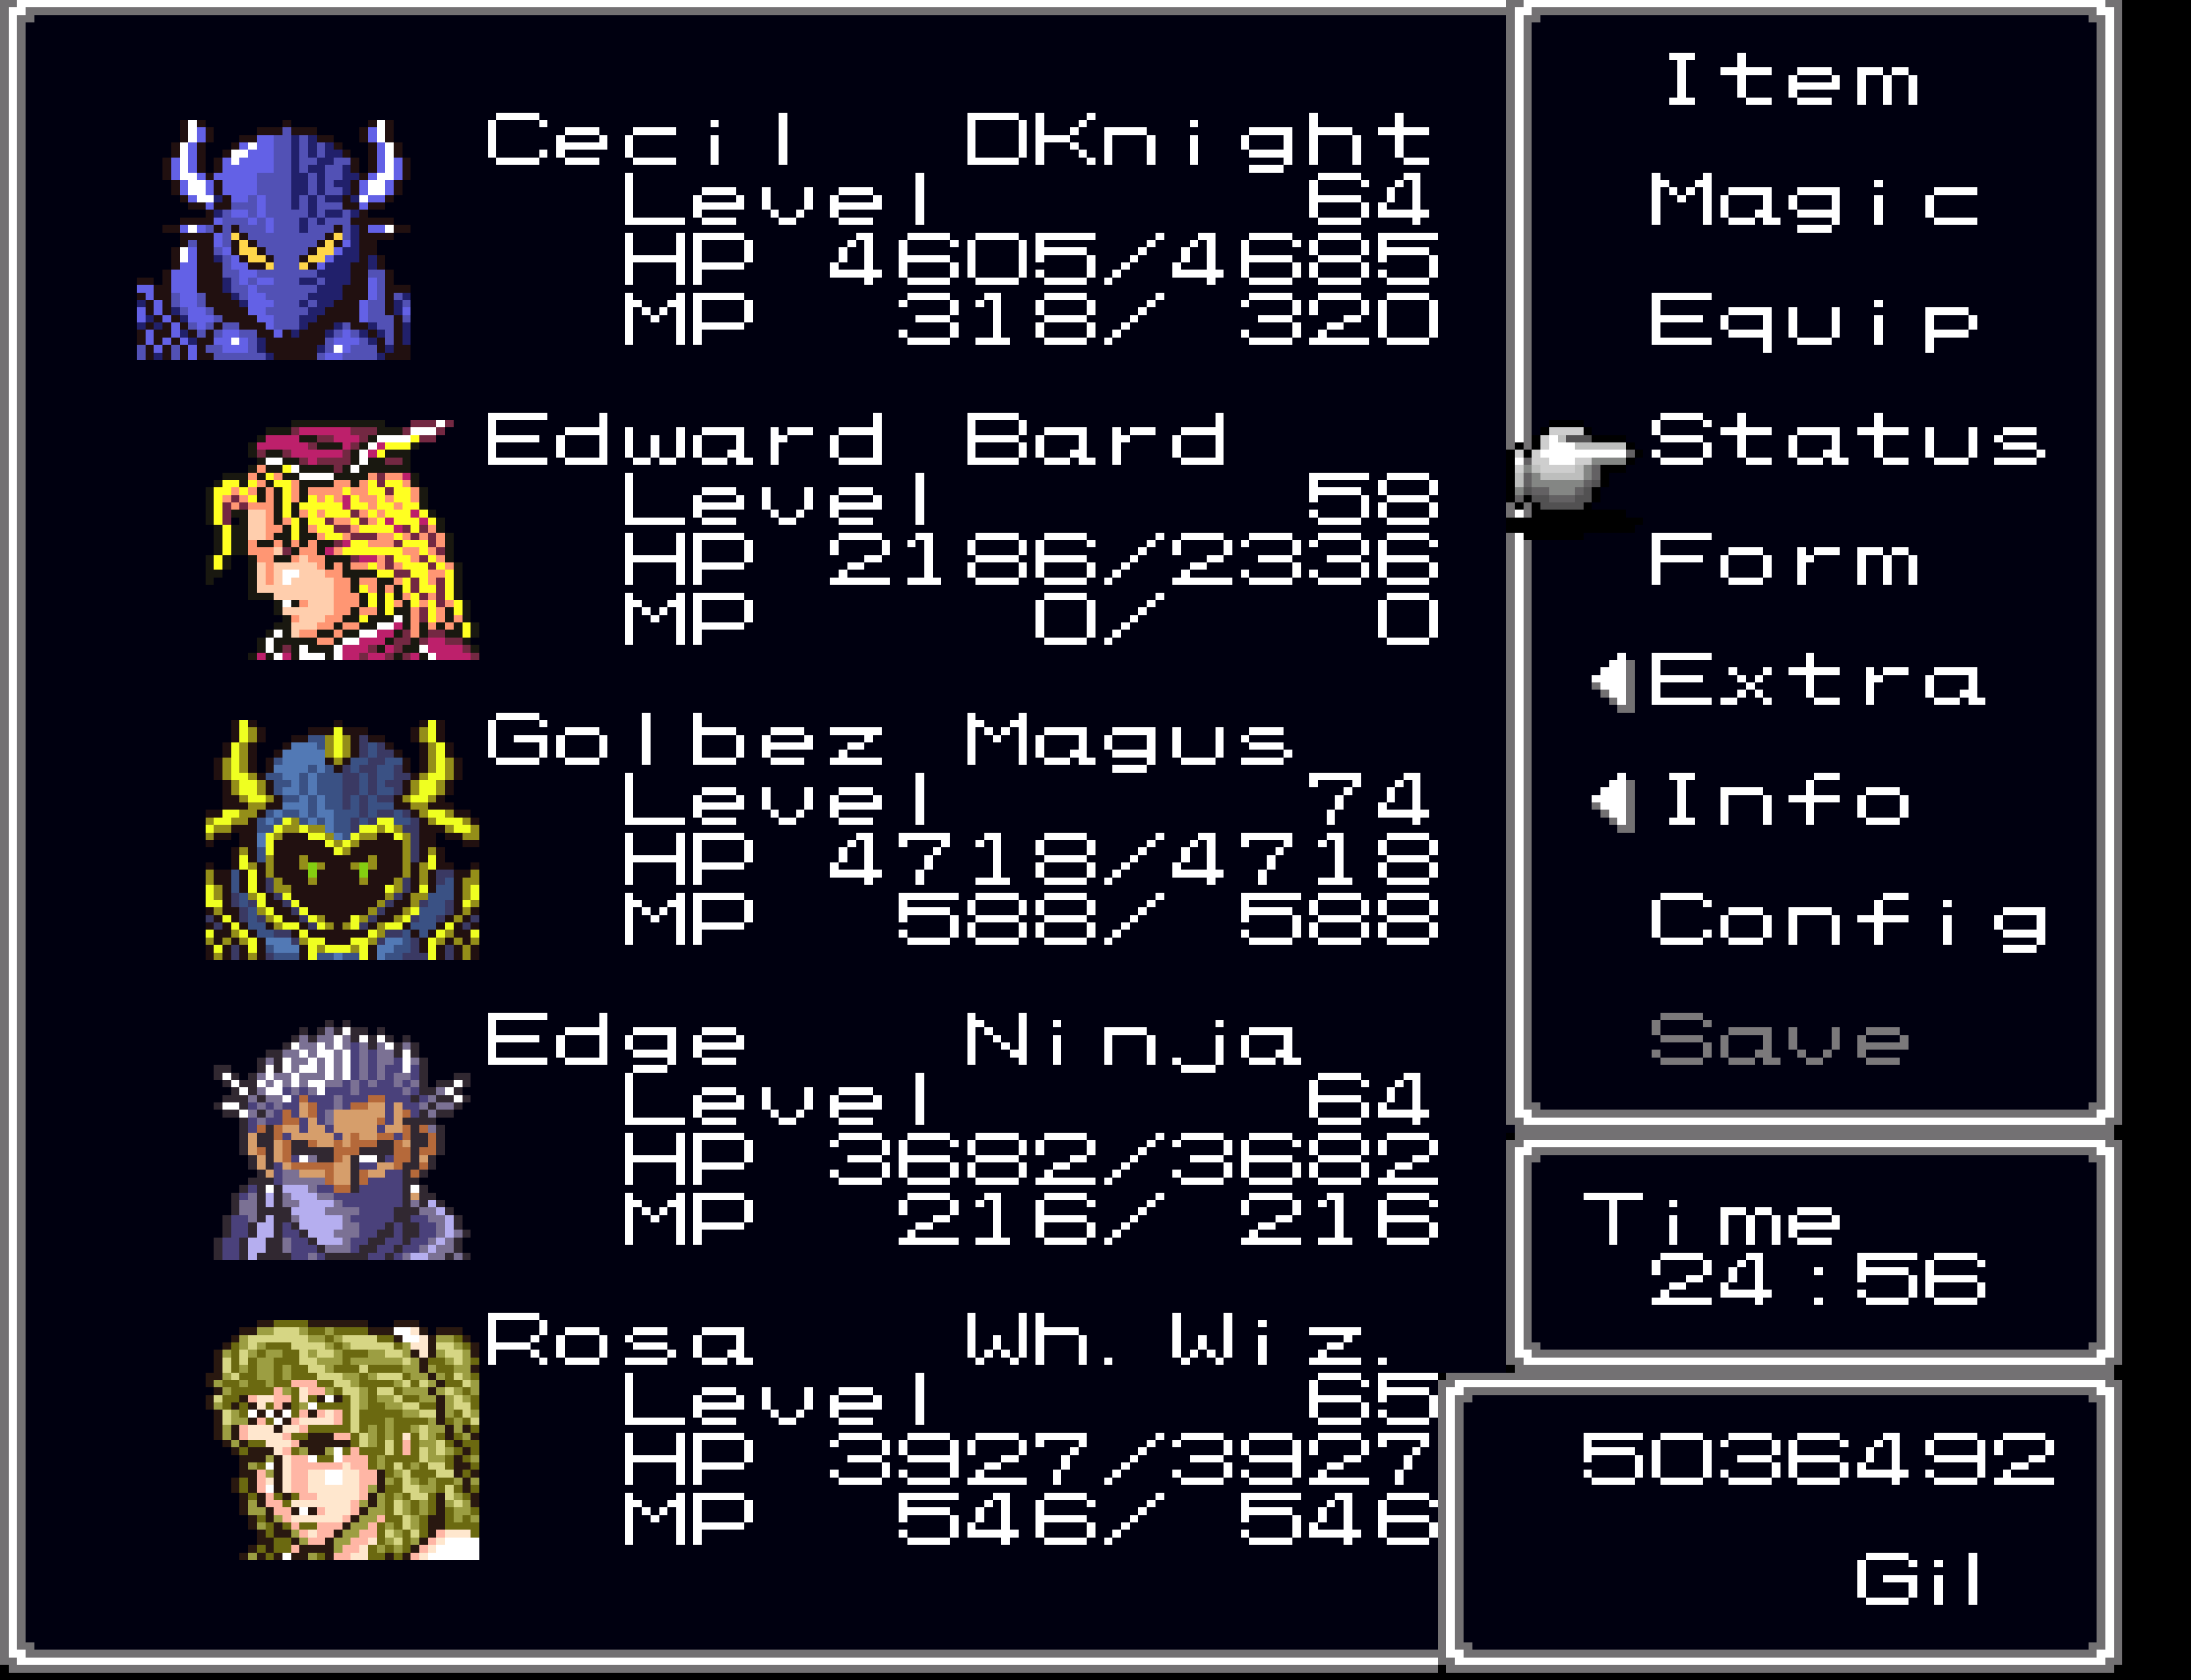 Cecil DKnight
Level 64
HP 4605/4685
MP 318/ 320
Edward Bard
Level 58
HP 2186/2336
MP 0/ 0
Golbez Magus
Level 74
HP 4718/4718
MP 588/ 588
Edge Ninja
Level 64
HP 3682/3682
MP 216/ 216
Rosa Wh. Wiz.
Level 65
HP 3927/3927
MP 546/ 546
Item
Magic
Equip
Status
Form
Extra
Info
Config
Save
Time
24:56
5036492
Gil